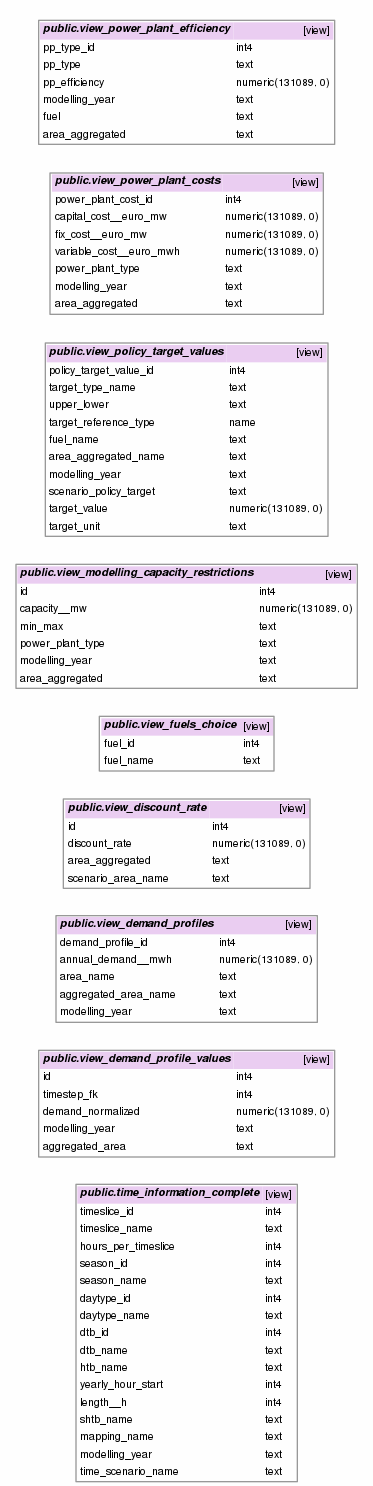 public.view_power_plant_efficiency [view]
pp_type_id int4
pp_type text
pp_efficiency numeric(131089, 0)
modelling_year text
fuel text
area_aggregated text
public.view_power_plant_costs [view]
power_plant_cost_id int4
capital_cost__euro_mw numeric(131089, 0)
fix_cost__euro_mw numeric(131089, 0)
variable_cost__euro_mwh numeric(131089, 0)
power_plant_type text
modelling_year text
area_aggregated text
public.view_policy_target_values [view]
policy_target_value_id int4
target_type_name text
upper_lower text
target_reference_type name
fuel_name text
area_aggregated_name text
modelling_year text
scenario_policy_target text
target_value numeric(131089, 0)
target_unit text
public.view_modelling_capacity_restrictions [view]
id int4
capacity__mw numeric(131089, 0)
min_max text
power_plant_type text
modelling_year text
area_aggregated text
public.view_fuels_choice [view]
fuel_id int4
fuel_name text
public.view_discount_rate [view]
id int4
discount_rate numeric(131089, 0)
area_aggregated text
scenario_area_name text
public.view_demand_profiles [view]
demand_profile_id int4
annual_demand__mwh numeric(131089, 0)
area_name text
aggregated_area_name text
modelling_year text
public.view_demand_profile_values [view]
id int4
timestep_fk int4
demand_normalized numeric(131089, 0)
modelling_year text
aggregated_area text
public.time_information_complete [view]
timeslice_id int4
timeslice_name text
hours_per_timeslice int4
season_id int4
season_name text
daytype_id int4
daytype_name text
dtb_id int4
dtb_name text
htb_name text
yearly_hour_start int4
length__h int4
shtb_name text
mapping_name text
modelling_year text
time_scenario_name text